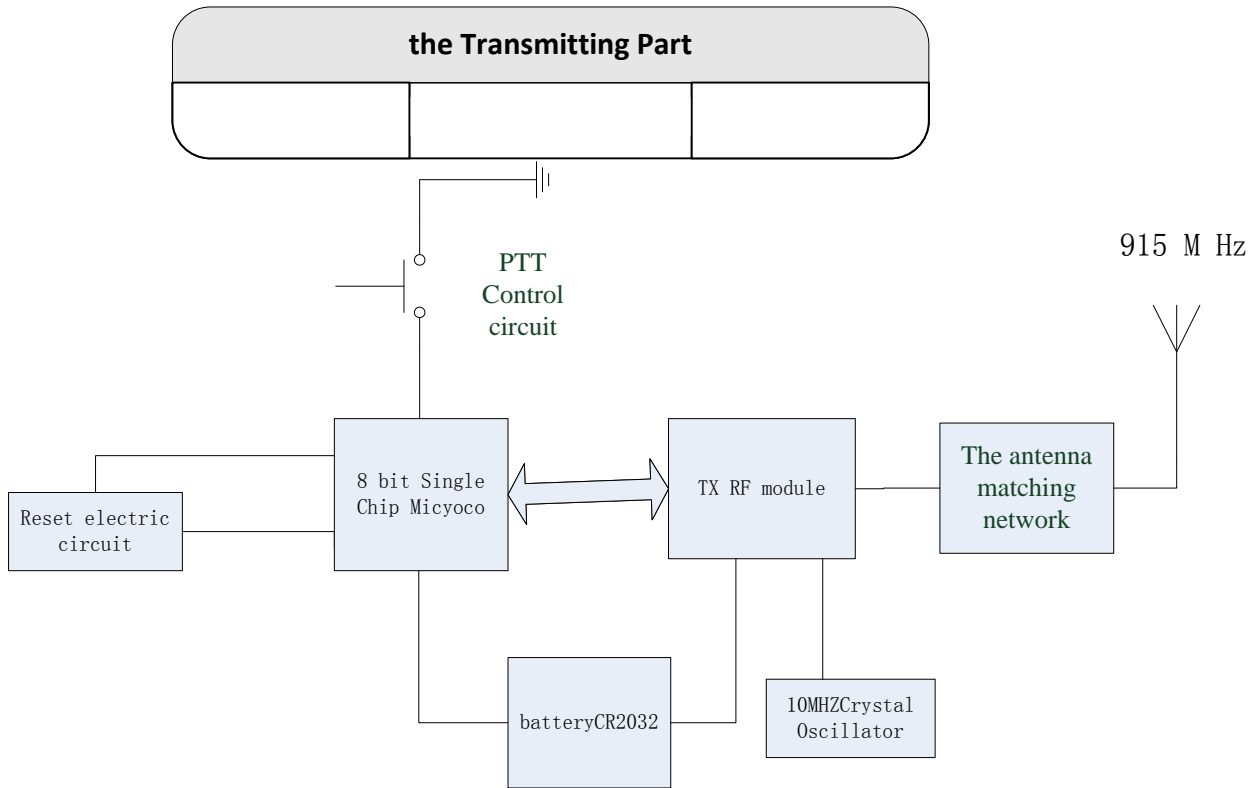 the Transmitting Part
915 M Hz
PTT
Control
circuit
8 bit Single
Chip Micyoco
TX RF module
The antenna
matching
network
Reset electric
circuit
batteryCR2032
10MHZCrystal
Oscillator